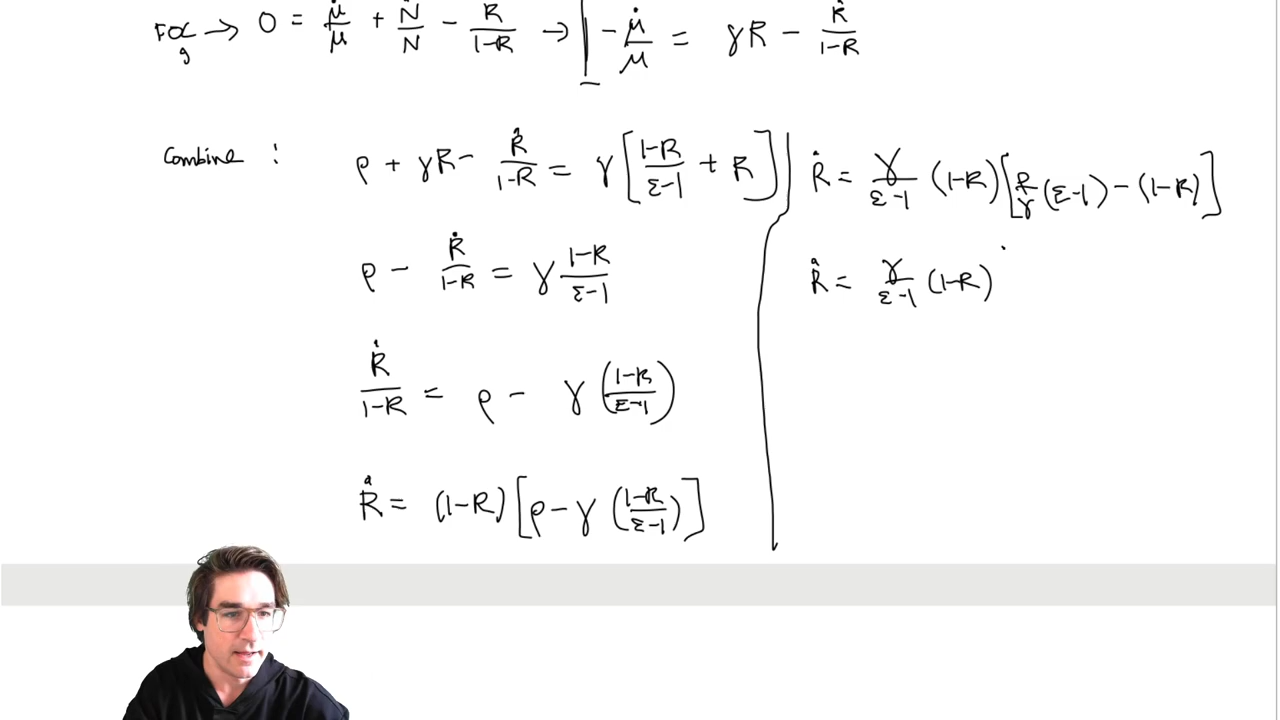 FOC g → 0 = μ̇/μ + Ṅ/N − Ṙ/(1−R) → | − μ̇/μ = γR − Ṙ/(1−R)
Combine : ρ + γR − Ṙ/(1−R) = γ[(1−R)/(ε−1) + R]
ρ − Ṙ/(1−R) = γ (1−R)/(ε−1)
Ṙ/(1−R) = ρ − γ((1−R)/(ε−1))
Ṙ = (1−R)[ρ − γ((1−R)/(ε−1))]
Ṙ = γ/(ε−1) (1−R)[ρ/γ (ε−1) − (1−R)]
Ṙ = γ/(ε−1) (1−R)